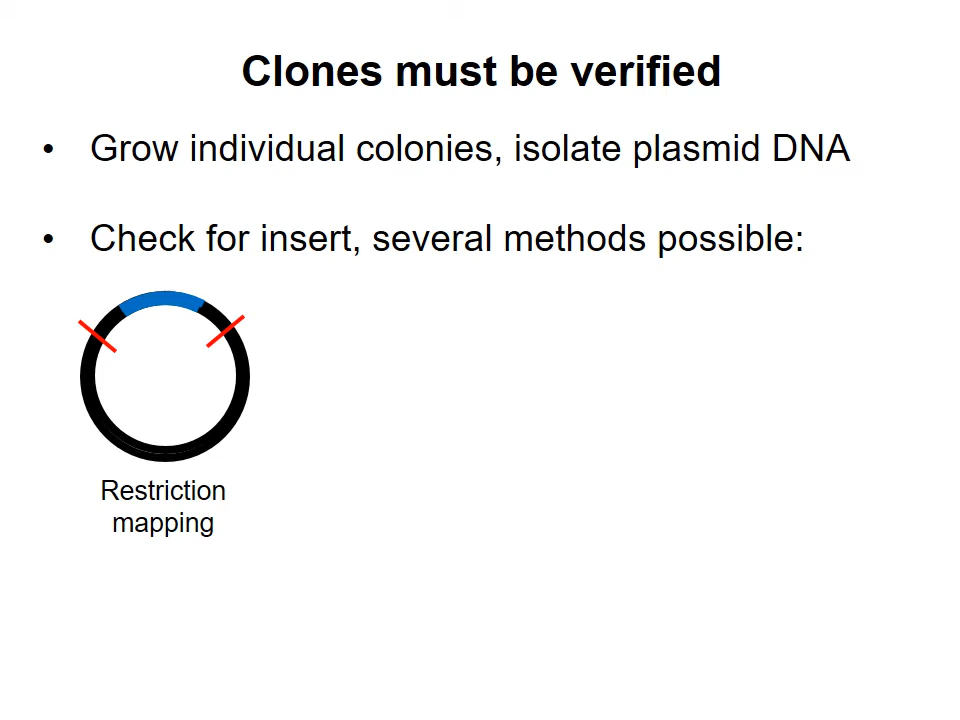 Clones must be verified
• Grow individual colonies, isolate plasmid DNA
• Check for insert, several methods possible:
Restriction
mapping